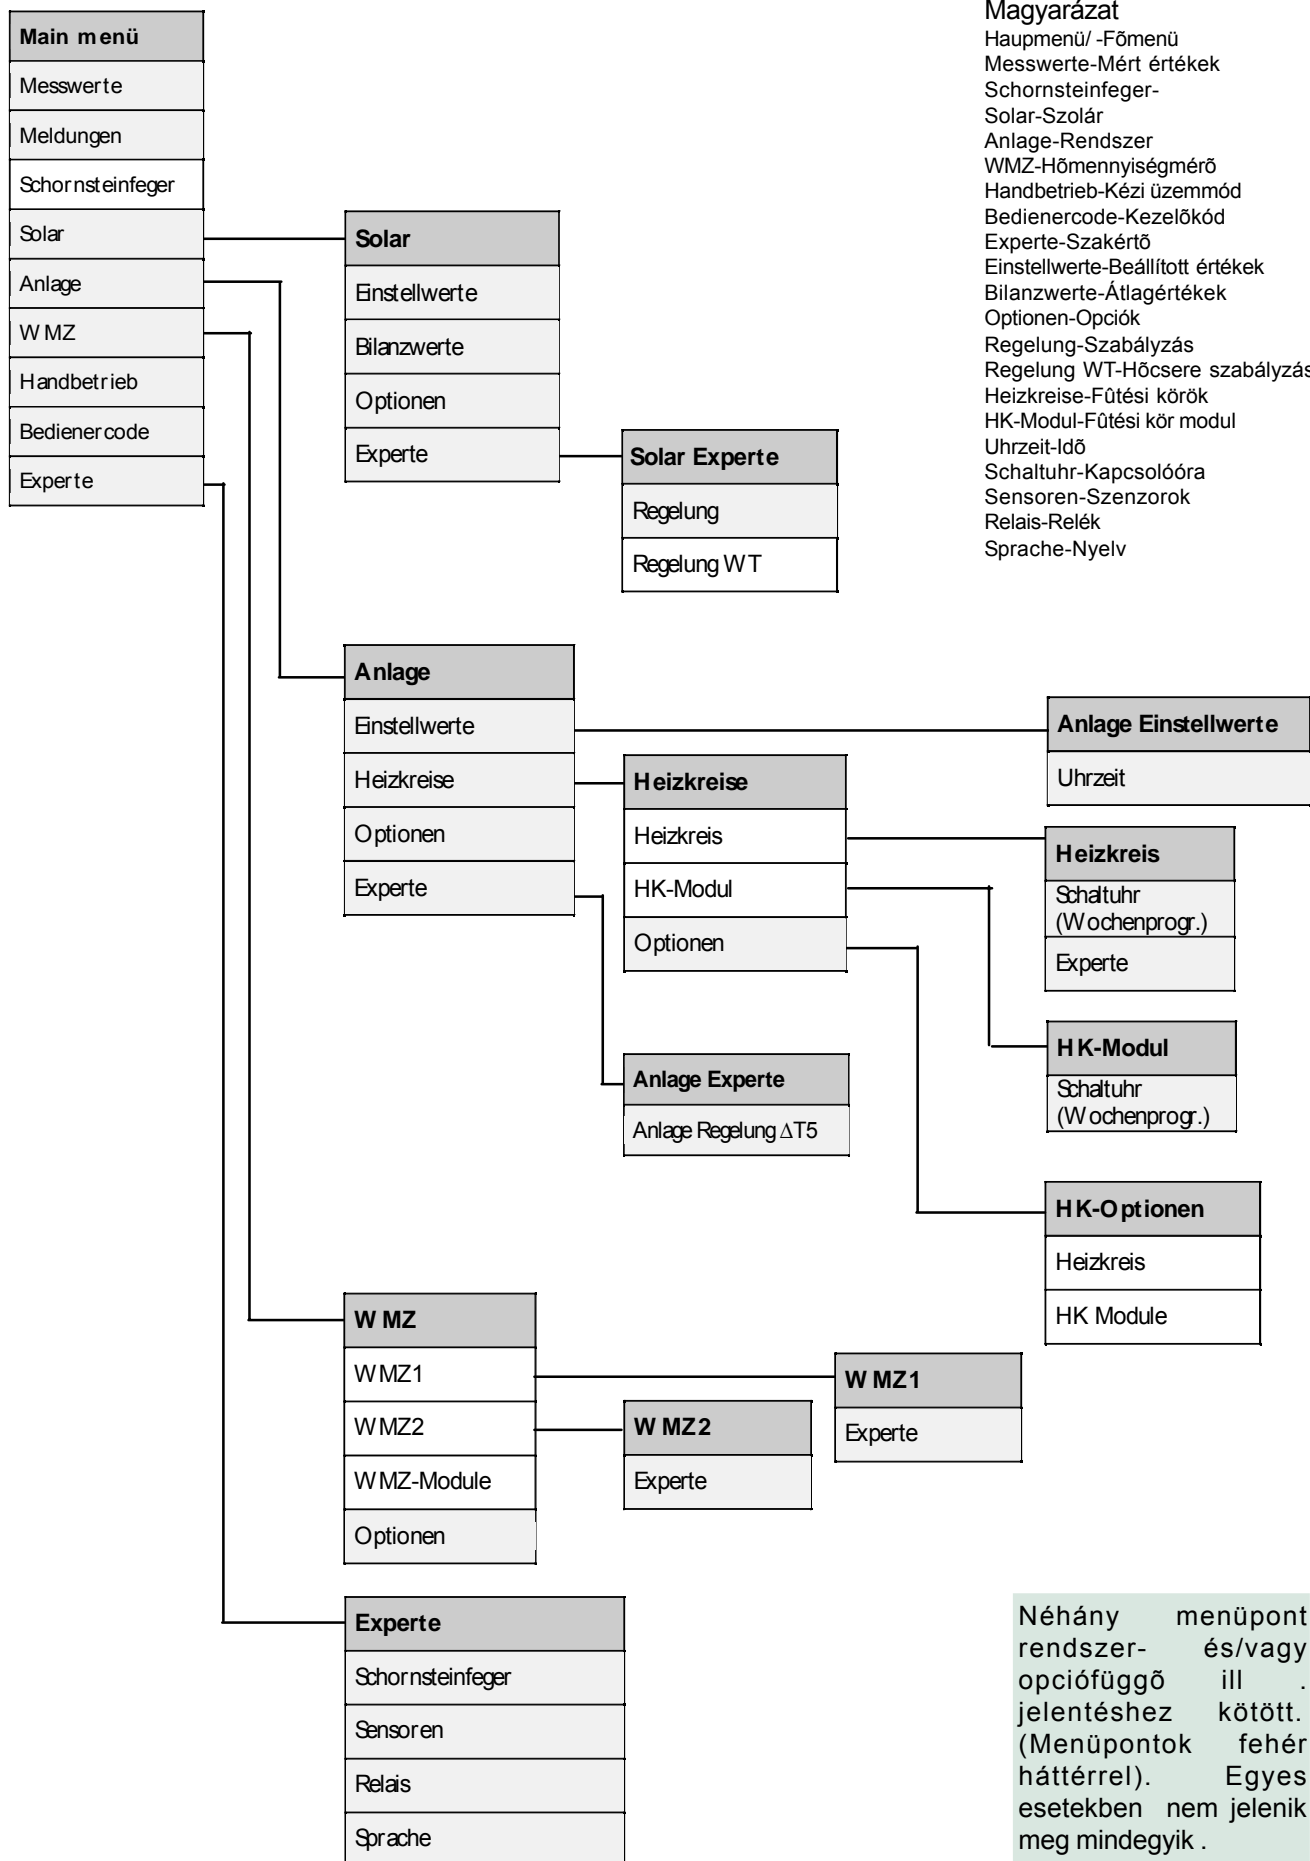 Main menü
Messwerte
Meldungen
Schornsteinfeger
Solar
Anlage
WMZ
Handbetrieb
Bedienercode
Experte
Solar
Einstellwerte
Bilanzwerte
Optionen
Experte
Solar Experte
Regelung
Regelung WT
Magyarázat
Haupmenü/ -Fõmenü
Messwerte-Mért értékek
Schornsteinfeger-
Solar-Szolár
Anlage-Rendszer
WMZ-Hõmennyiségmérõ
Handbetrieb-Kézi üzemmód
Bedienercode-Kezelõkód
Experte-Szakértõ
Einstellwerte-Beállított értékek
Bilanzwerte-Átlagértékek
Optionen-Opciók
Regelung-Szabályzás
Regelung WT-Hõcsere szabályzás
Heizkreise-Fûtési körök
HK-Modul-Fûtési kör modul
Uhrzeit-Idõ
Schaltuhr-Kapcsolóóra
Sensoren-Szenzorok
Relais-Relék
Sprache-Nyelv
Anlage
Einstellwerte
Heizkreise
Optionen
Experte
Heizkreise
Heizkreis
HK-Modul
Optionen
Anlage Experte
Anlage Regelung ∆T5
Anlage Einstellwerte
Uhrzeit
Heizkreis
Schaltuhr
(Wochenprogr.)
Experte
HK-Modul
Schaltuhr
(Wochenprogr.)
HK-Optionen
Heizkreis
HK Module
WMZ
WMZ1
WMZ2
WMZ-Module
Optionen
WMZ2
Experte
WMZ1
Experte
Experte
Schornsteinfeger
Sensoren
Relais
Sprache
Néhány menüpont
rendszer- és/vagy
opciófüggõ ill .
jelentéshez kötött.
(Menüpontok fehér
háttérrel). Egyes
esetekben nem jelenik
meg mindegyik .